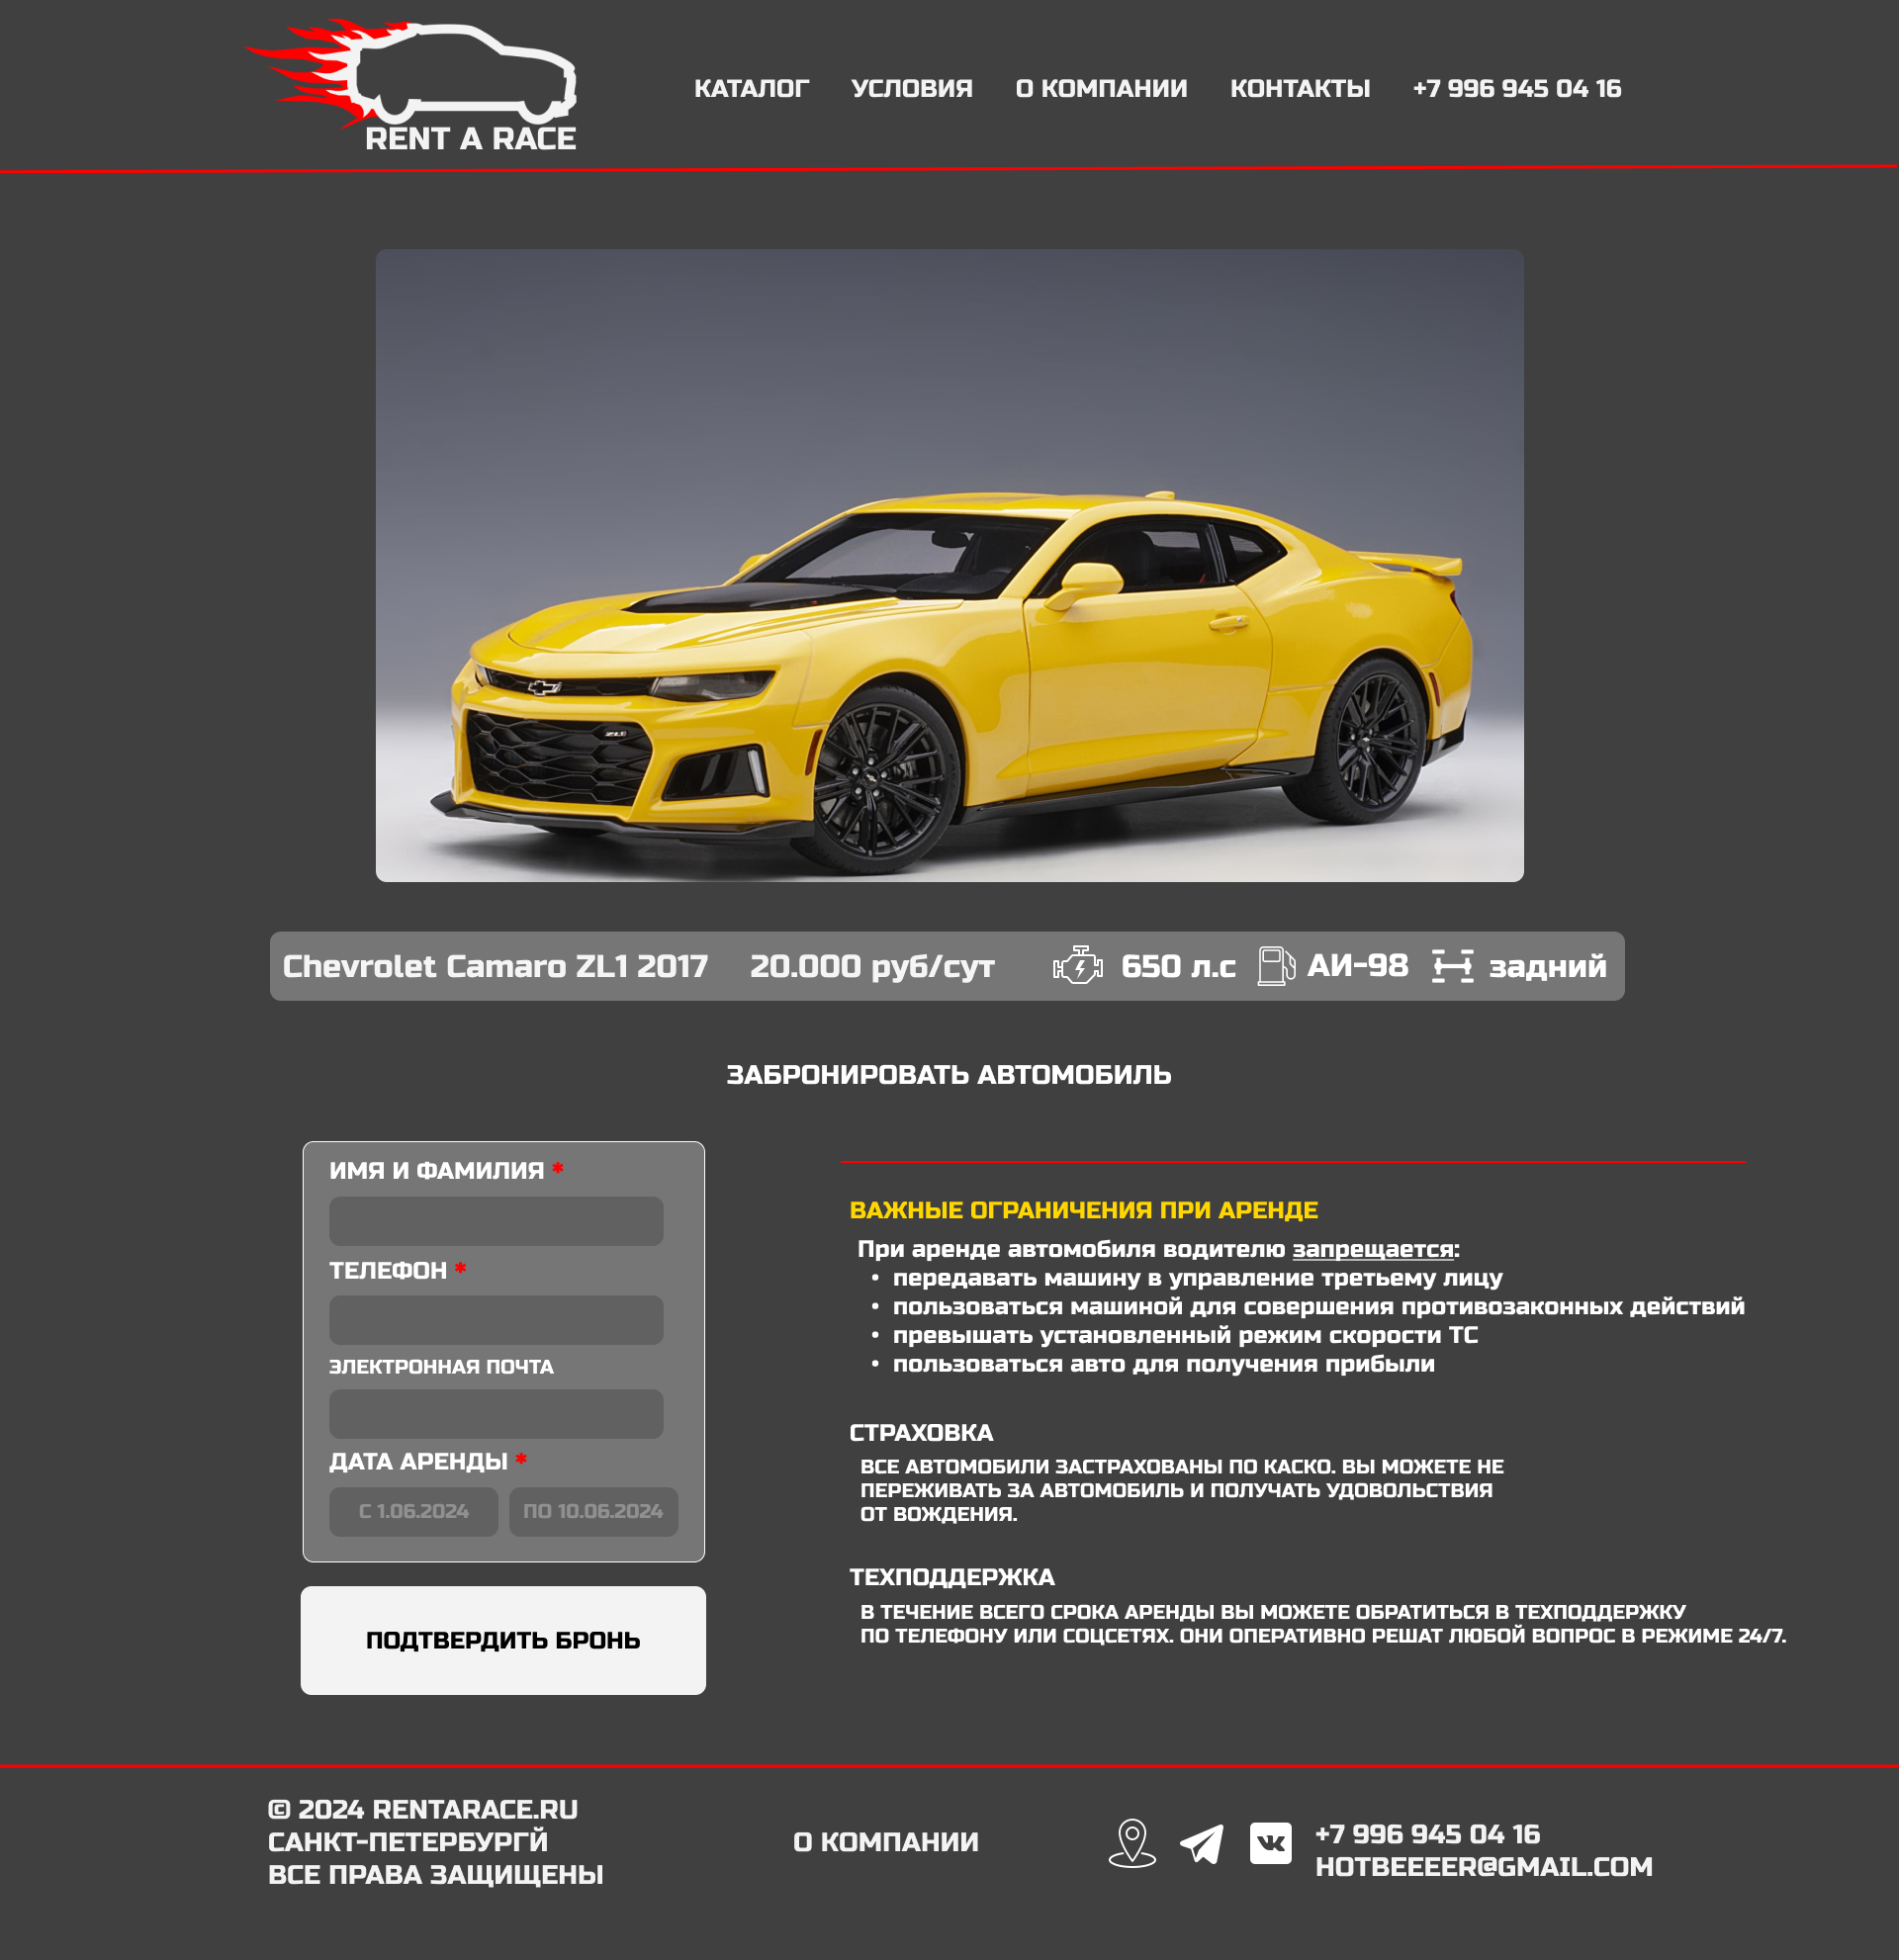 RENT A RACE
КАТАЛОГ УСЛОВИЯ О КОМПАНИИ КОНТАКТЫ +7 996 945 04 16
ZL1
Chevrolet Camaro ZL1 2017 20.000 руб/сут 650 л.с АИ-98 задний
ЗАБРОНИРОВАТЬ АВТОМОБИЛЬ
ИМЯ И ФАМИЛИЯ *
ТЕЛЕФОН *
ЭЛЕКТРОННАЯ ПОЧТА
ДАТА АРЕНДЫ *
С 1.06.2024 ПО 10.06.2024
ПОДТВЕРДИТЬ БРОНЬ
ВАЖНЫЕ ОГРАНИЧЕНИЯ ПРИ АРЕНДЕ
При аренде автомобиля водителю запрещается:
• передавать машину в управление третьему лицу
• пользоваться машиной для совершения противозаконных действий
• превышать установленный режим скорости ТС
• пользоваться авто для получения прибыли
СТРАХОВКА
ВСЕ АВТОМОБИЛИ ЗАСТРАХОВАНЫ ПО КАСКО. ВЫ МОЖЕТЕ НЕ
ПЕРЕЖИВАТЬ ЗА АВТОМОБИЛЬ И ПОЛУЧАТЬ УДОВОЛЬСТВИЯ
ОТ ВОЖДЕНИЯ.
ТЕХПОДДЕРЖКА
В ТЕЧЕНИЕ ВСЕГО СРОКА АРЕНДЫ ВЫ МОЖЕТЕ ОБРАТИТЬСЯ В ТЕХПОДДЕРЖКУ
ПО ТЕЛЕФОНУ ИЛИ СОЦСЕТЯХ. ОНИ ОПЕРАТИВНО РЕШАТ ЛЮБОЙ ВОПРОС В РЕЖИМЕ 24/7.
© 2024 RENTARACE.RU
САНКТ-ПЕТЕРБУРГЙ
ВСЕ ПРАВА ЗАЩИЩЕНЫ
О КОМПАНИИ
+7 996 945 04 16
HOTBEEEER@GMAIL.COM